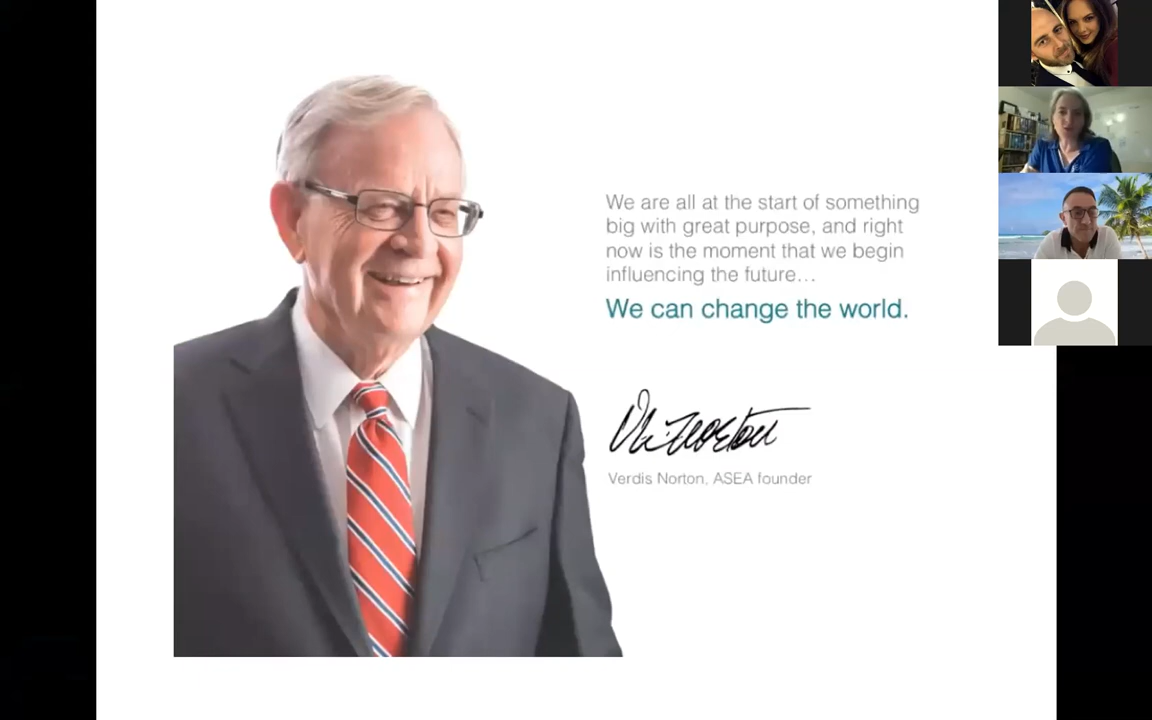 We are all at the start of something
big with great purpose, and right
now is the moment that we begin
influencing the future…
We can change the world.
Verdis Norton, ASEA founder